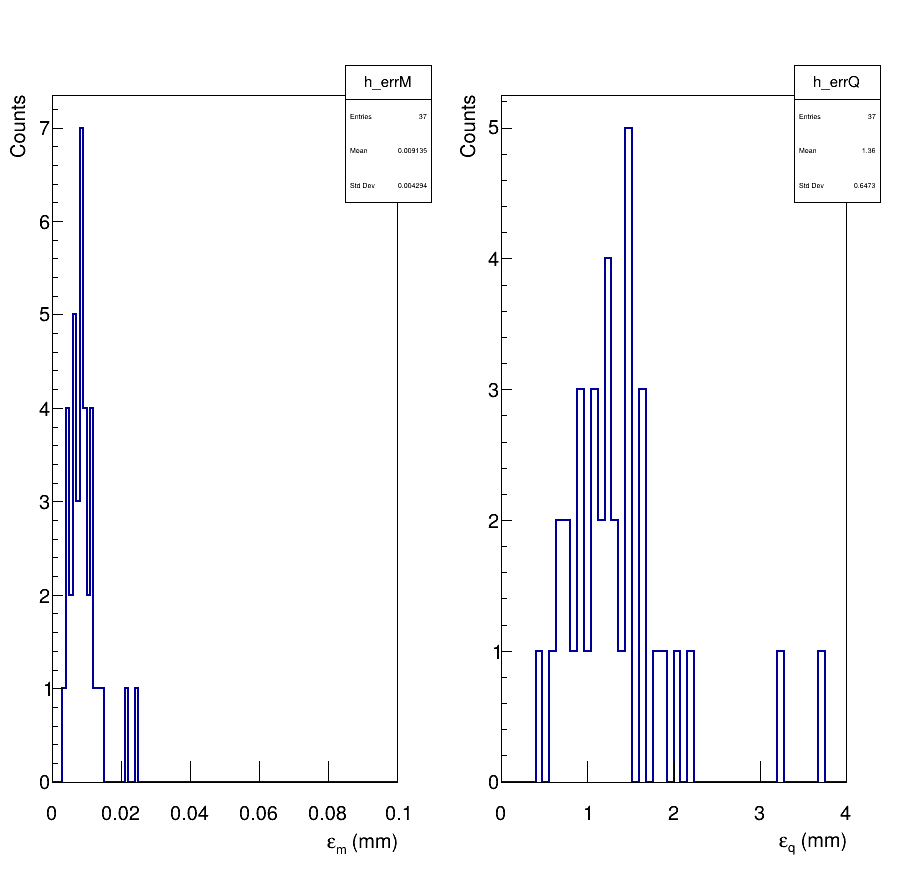 h_errM
Entries 37
Mean 0.009135
Std Dev 0.004294
Counts
7
6
5
4
3
2
1
0
0 0.02 0.04 0.06 0.08 0.1
εm (mm)
h_errQ
Entries 37
Mean 1.36
Std Dev 0.6473
Counts
5
4
3
2
1
0
0 1 2 3 4
εq (mm)